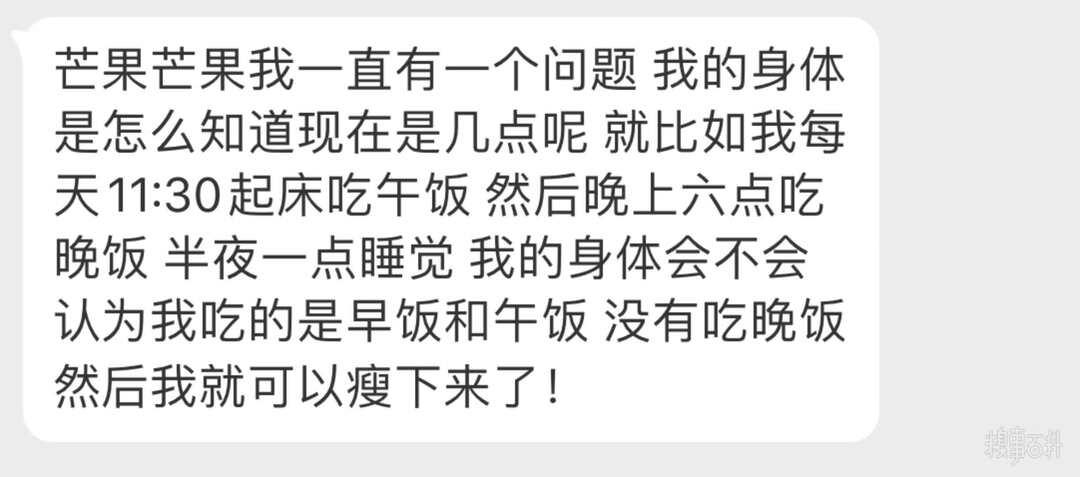 芒果芒果我一直有一个问题 我的身体
是怎么知道现在是几点呢 就比如我每
天11:30起床吃午饭 然后晚上六点吃
晚饭 半夜一点睡觉 我的身体会不会
认为我吃的是早饭和午饭 没有吃晚饭
然后我就可以瘦下来了!